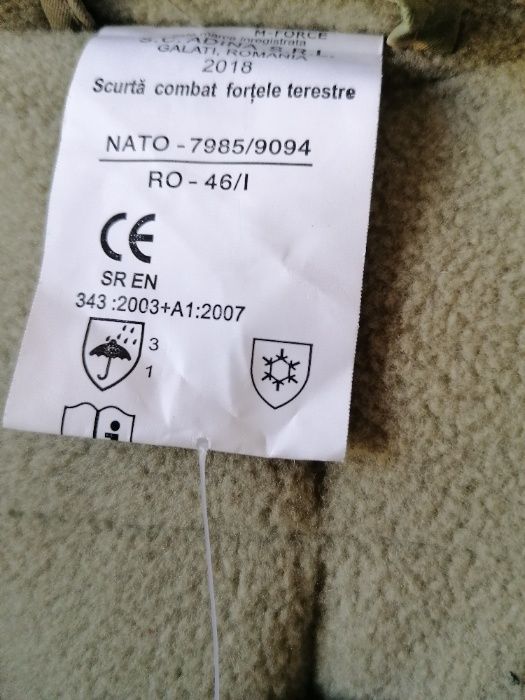 M-FORCE
S.C. ADINA S.R.L.
GALAȚI, ROMANIA
2018
Scurtă combat forțele terestre
NATO - 7985/9094
RO - 46/I
CE
SR EN
343 :2003+A1:2007
3
1
i